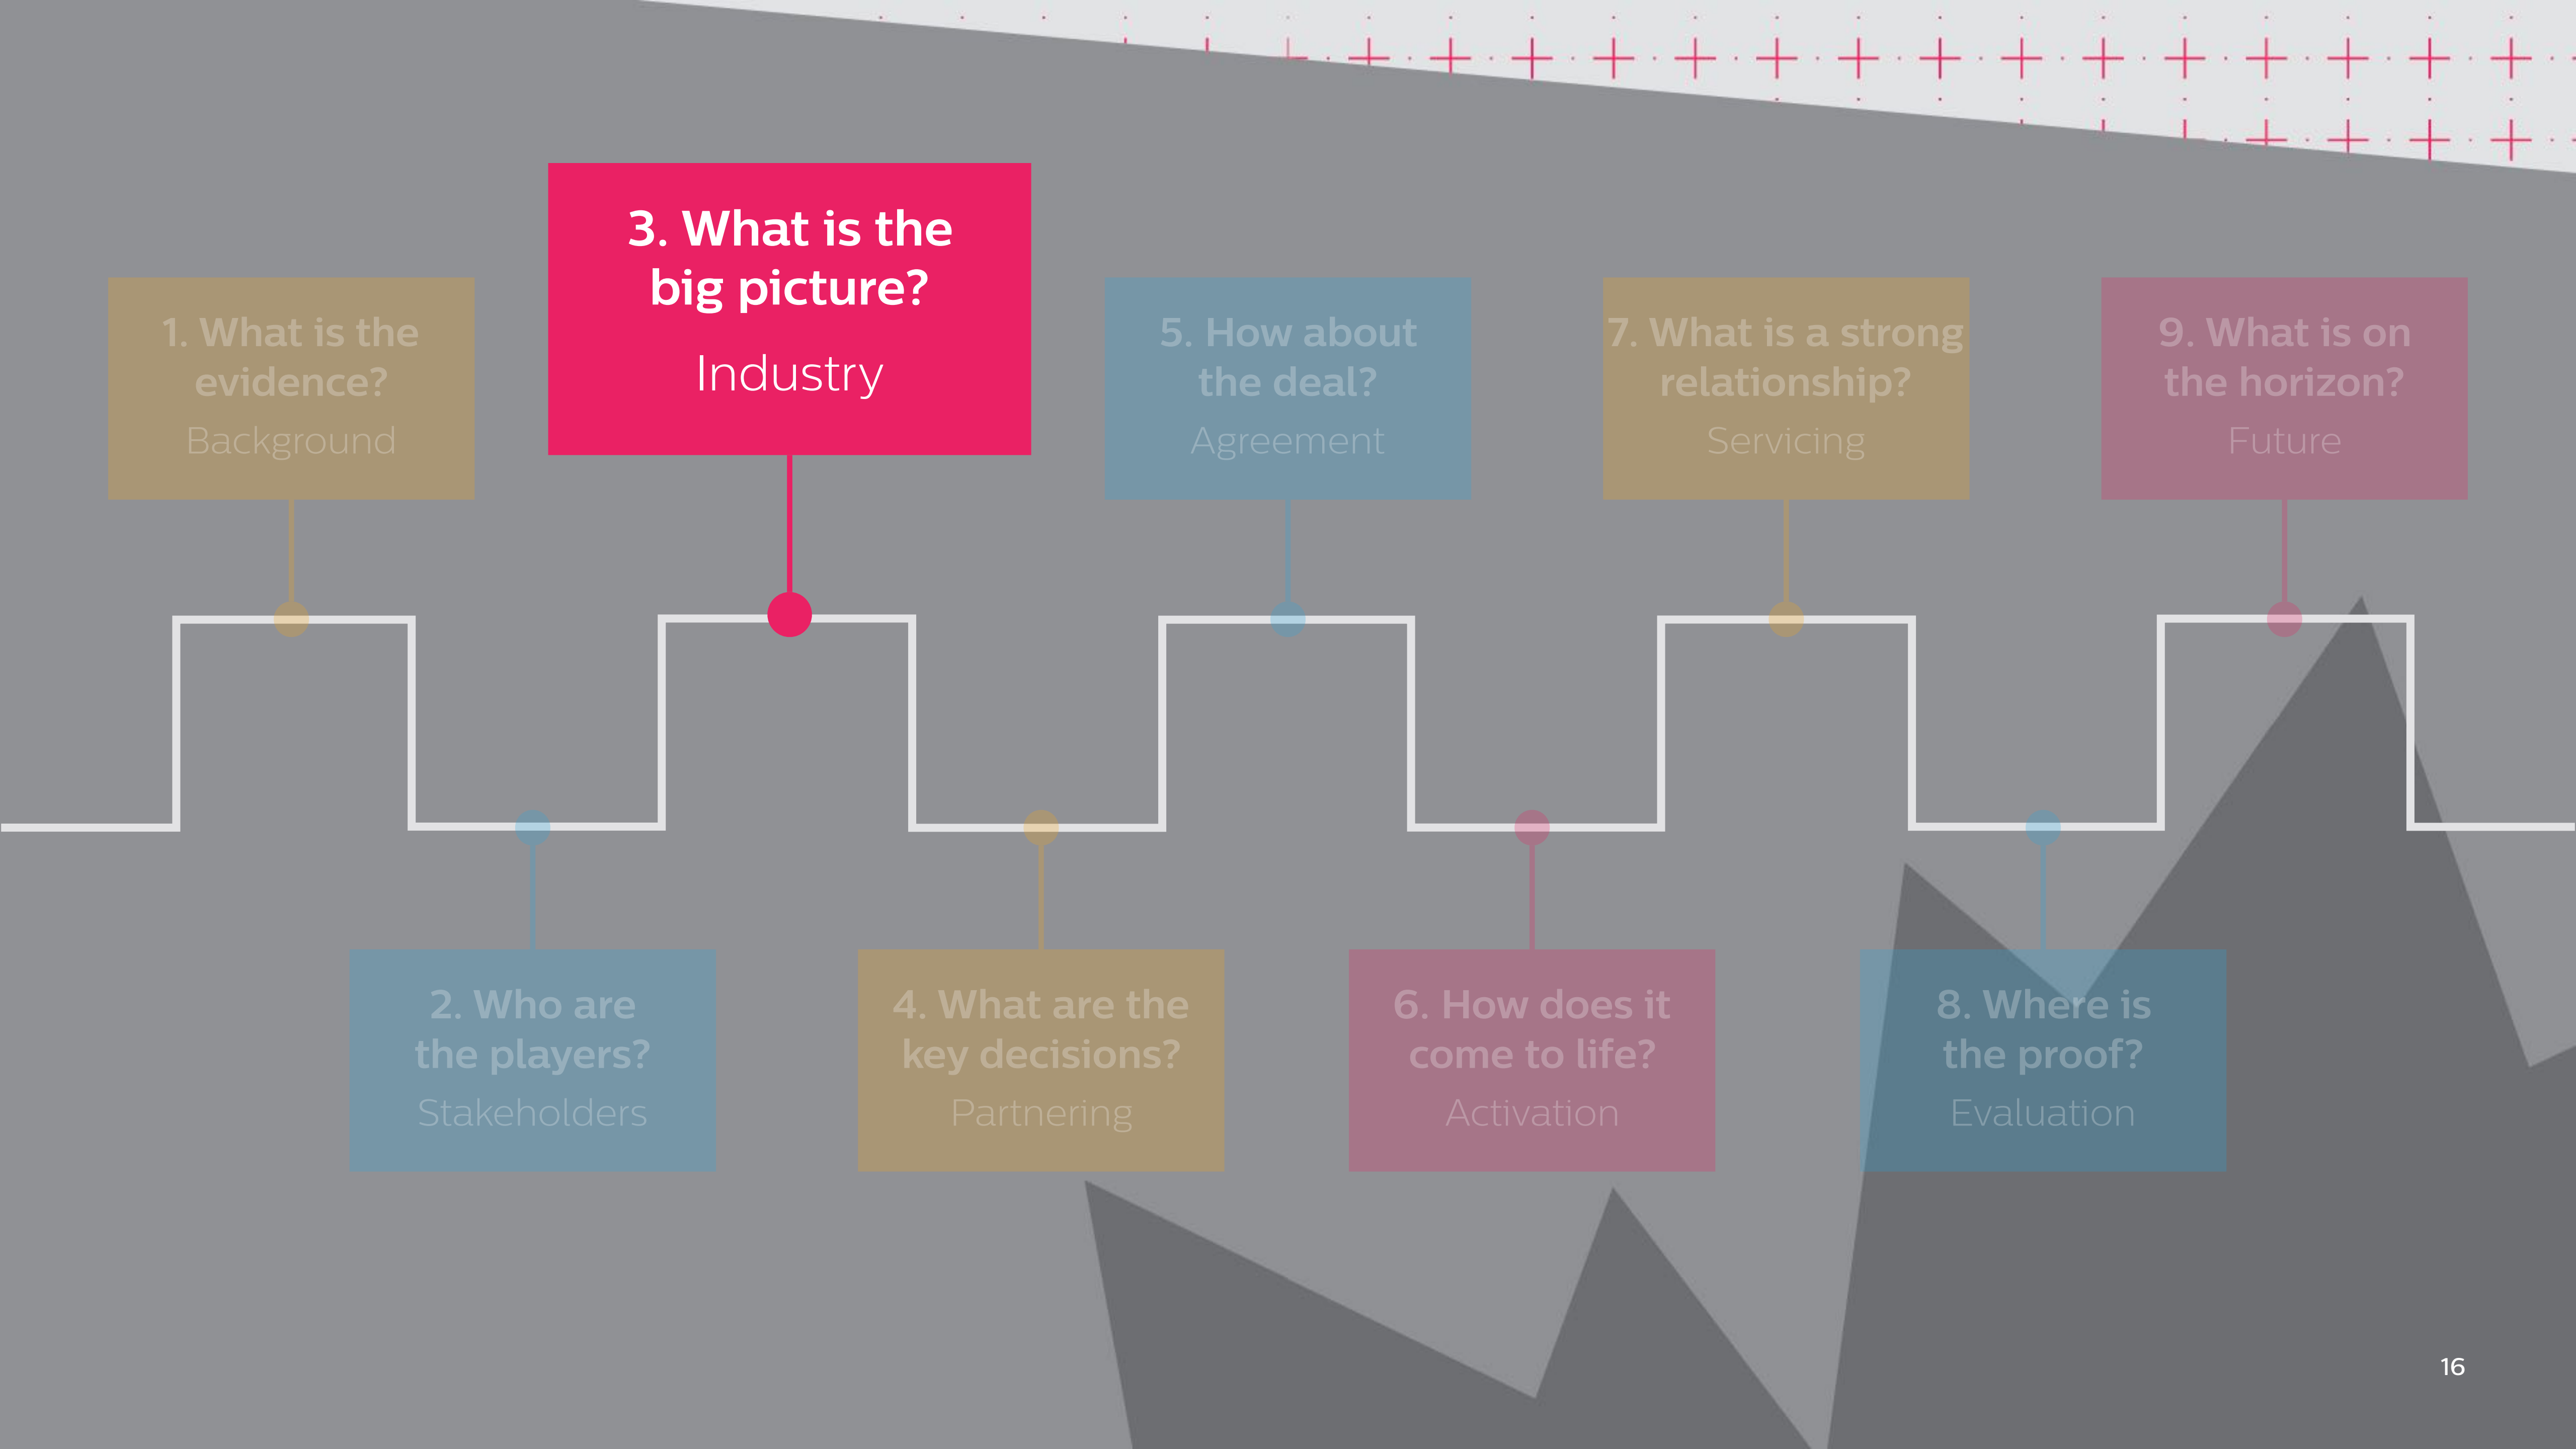 1. What is the
evidence?
Background
2. Who are
the players?
Stakeholders
3. What is the
big picture?
Industry
4. What are the
key decisions?
Partnering
5. How about
the deal?
Agreement
6. How does it
come to life?
Activation
7. What is a strong
relationship?
Servicing
8. Where is
the proof?
Evaluation
9. What is on
the horizon?
Future
16